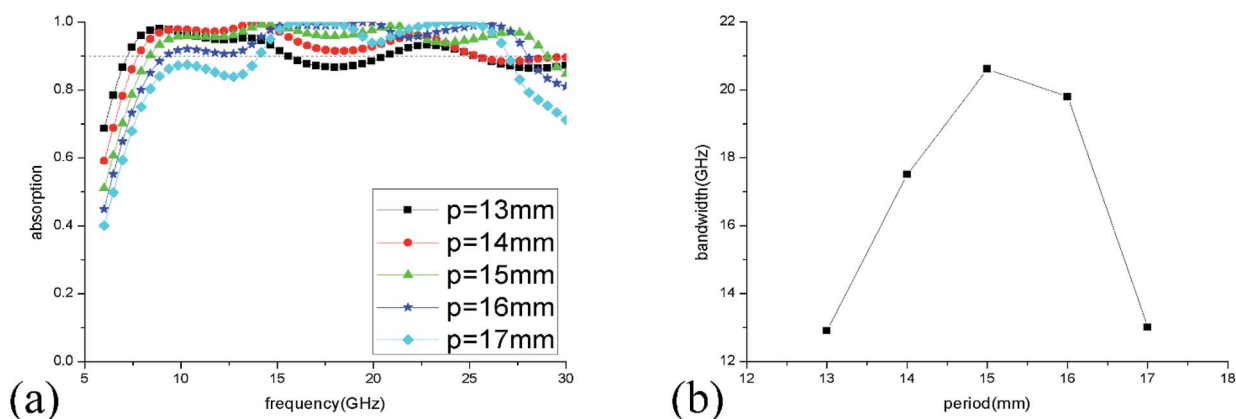 1.0
0.8
0.6
0.4
0.2
0.0
absorption
5 10 15 20 25 30
frequency(GHz)
p=13mm
p=14mm
p=15mm
p=16mm
p=17mm
(a)
22
20
18
16
14
12
bandwidth(GHz)
12 13 14 15 16 17 18
period(mm)
(b)